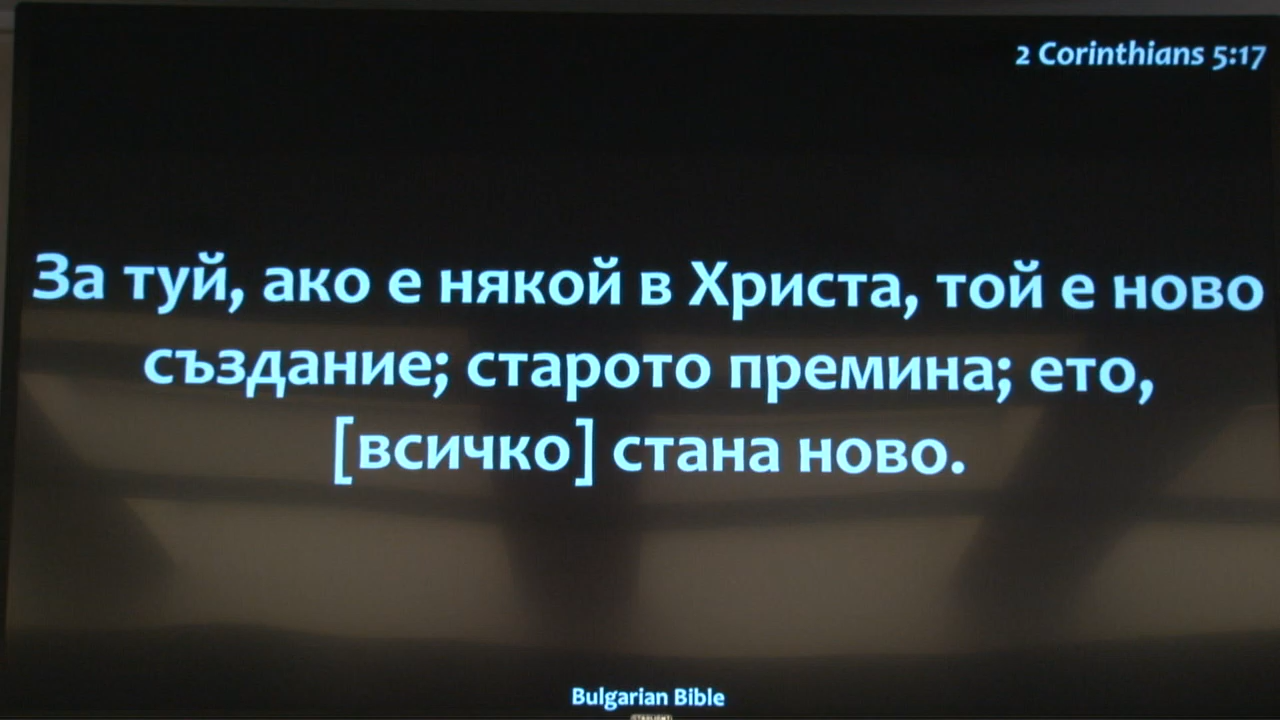 2 Corinthians 5:17
За туй, ако е някой в Христа, той е ново
създание; старото премина; ето,
[всичко] стана ново.
Bulgarian Bible